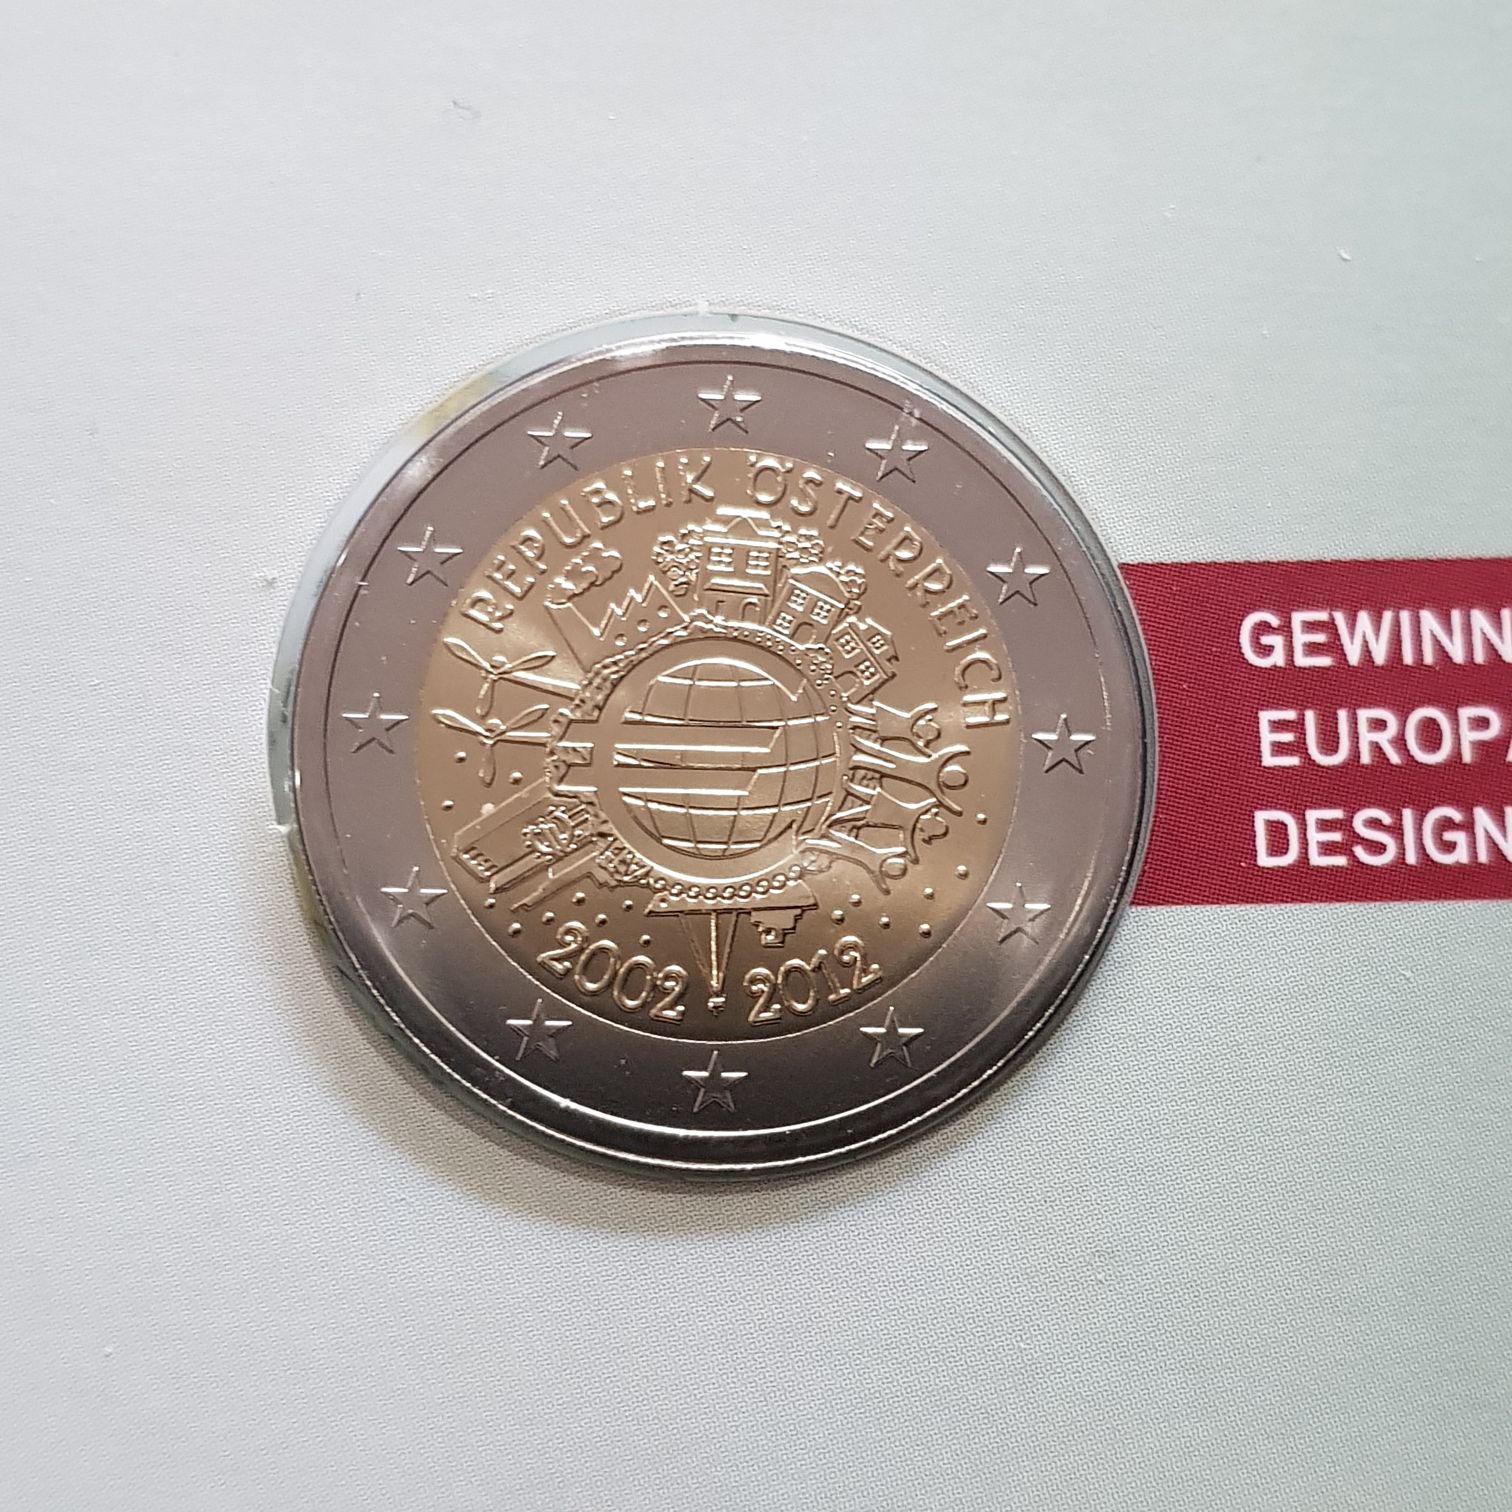 REPUBLIK ÖSTERREICH
2002 2012
GEWINN
EUROPA
DESIGN